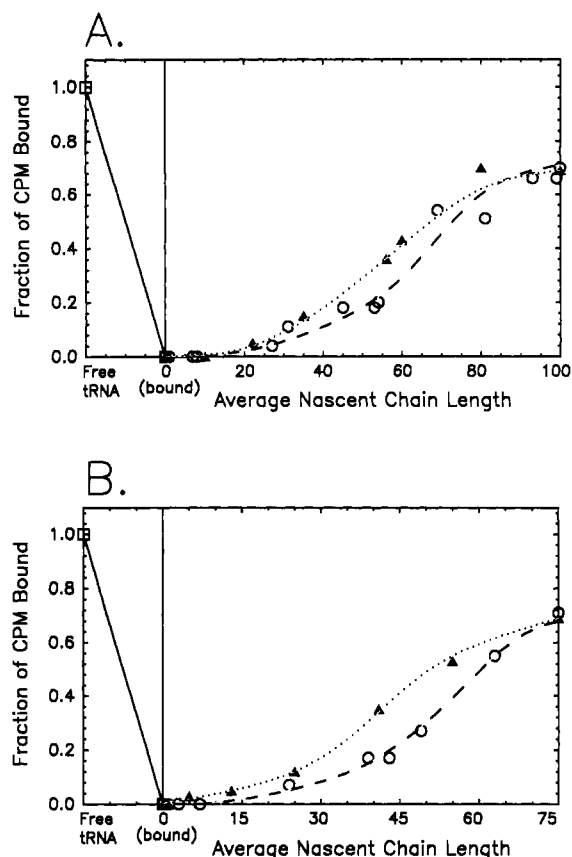 A.
Fraction of CPM Bound
1.0
0.8
0.6
0.4
0.2
0.0
Free tRNA
0 20 40 60 80 100
(bound)
Average Nascent Chain Length
B.
Fraction of CPM Bound
1.0
0.8
0.6
0.4
0.2
0.0
Free tRNA
0 15 30 45 60 75
(bound)
Average Nascent Chain Length